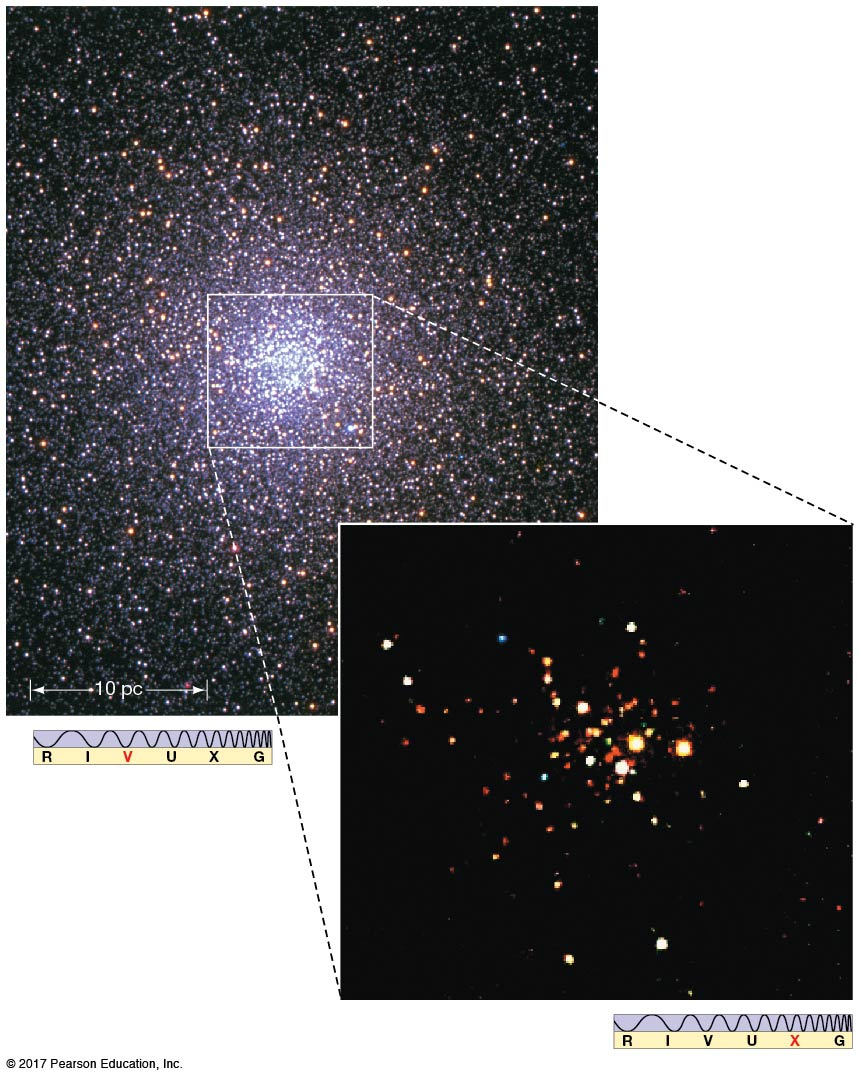 10 pc
R I V U X G
R I V U X G
© 2017 Pearson Education, Inc.